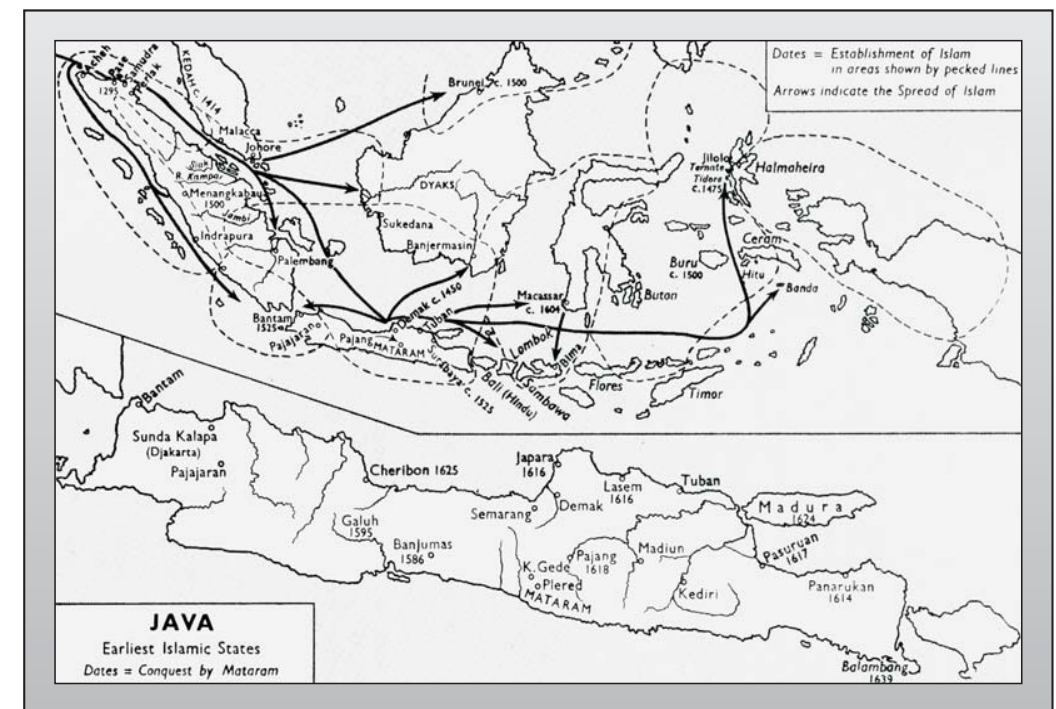 Acheh
Pase
Samudra
Perlak
1295
KEDAH c. 1414
Malacca
Johore
Siak
R. Kampar
Menangkabau
1500
Jambi
Indrapura
Palembang
Brunei c. 1500
DYAKS
Sukedana
Banjermasin
Dates = Establishment of Islam
in areas shown by pecked lines
Arrows indicate the Spread of Islam
Jilolo
Ternate
Tidore
c. 1475
Halmaheira
Ceram
Buru
c. 1500
Hitu
Banda
Buton
Macassar
c. 1604
Bantam
1525
Pajajaran
Demak c. 1450
Tuban
Pajang
MATARAM
Surabaya c. 1525
Bali (Hindu)
Lombok
Sambawa
Bima
Flores
Timor
Bantam
Sunda Kalapa
(Djakarta)
Pajajaran
Cheribon 1625
Japara
1616
Lasem
1616
Tuban
Semarang
Demak
Madura
1624
Galuh
1595
Banjumas
1586
K. Gede
Pajang
1618
Plered
MATARAM
Madiun
Kediri
Pasuruan
1617
Panarukan
1614
Balambang
1639
JAVA
Earliest Islamic States
Dates = Conquest by Mataram